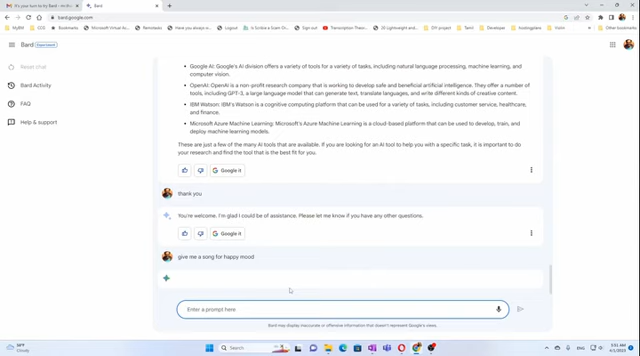 It's your turn to try Bard
Bard
bard.google.com
Gmail
YouTube
Maps
Bard Experiment
Reset chat
Bard Activity
FAQ
Help & support
• Google AI: Google's AI division offers a variety of tools for a variety of tasks, including natural language processing, machine learning, and
computer vision.
• OpenAI: OpenAI is a non-profit research company that is working to develop safe and beneficial artificial intelligence. They offer a number of
tools, including GPT-3, a large language model that can generate text, translate languages, and write different kinds of creative content.
• IBM Watson: IBM's Watson is a cognitive computing platform that can be used for a variety of tasks, including customer service, healthcare,
and finance.
• Microsoft Azure Machine Learning: Microsoft's Azure Machine Learning is a cloud-based platform that can be used to develop, train, and
deploy machine learning models.
These are just a few of the many AI tools that are available. If you are looking for an AI tool to help you with a specific task, it is important to do
your research and find the tool that is the best fit for you.
Google it
thank you
You're welcome. I'm glad I could be of assistance. Please let me know if you have any other questions.
Google it
give me a song for happy mood
Enter a prompt here
Bard may display inaccurate or offensive information that doesn't represent Google's views.
Cloudy
Search